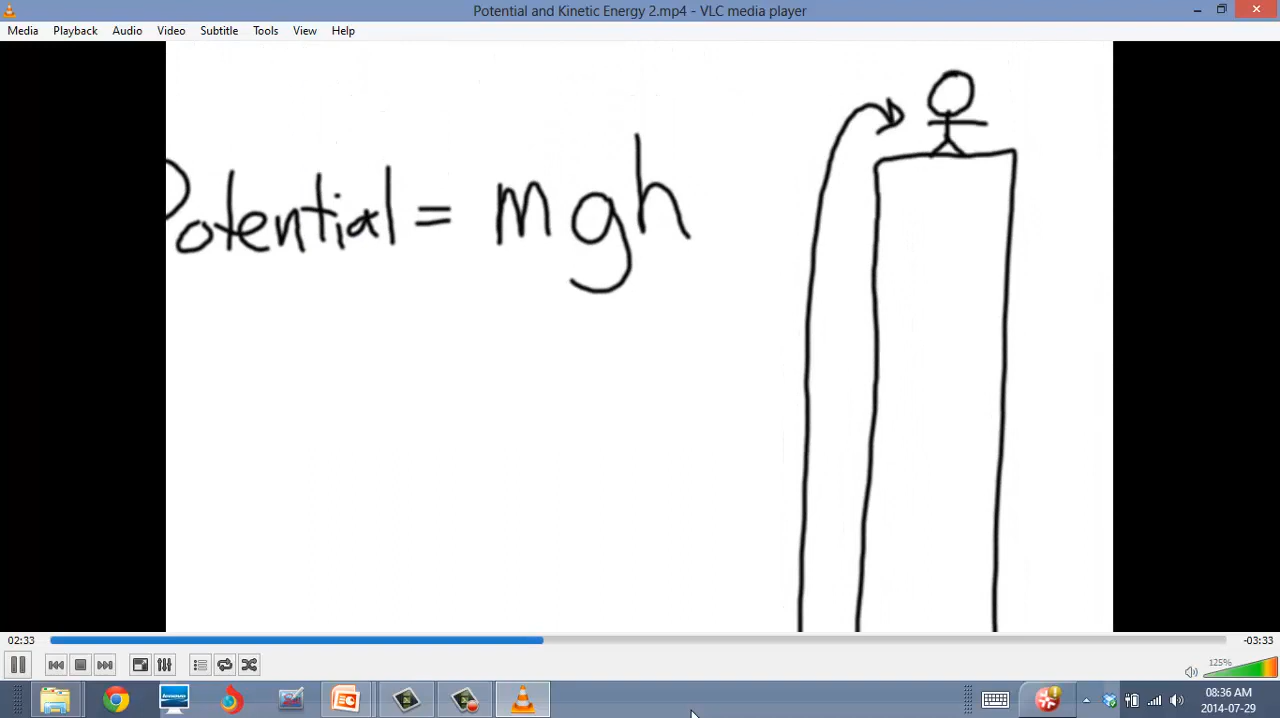 Potential and Kinetic Energy 2.mp4 - VLC media player
Media Playback Audio Video Subtitle Tools View Help
Potential = mgh
02:33
-03:33
125%
08:36 AM
2014-07-29